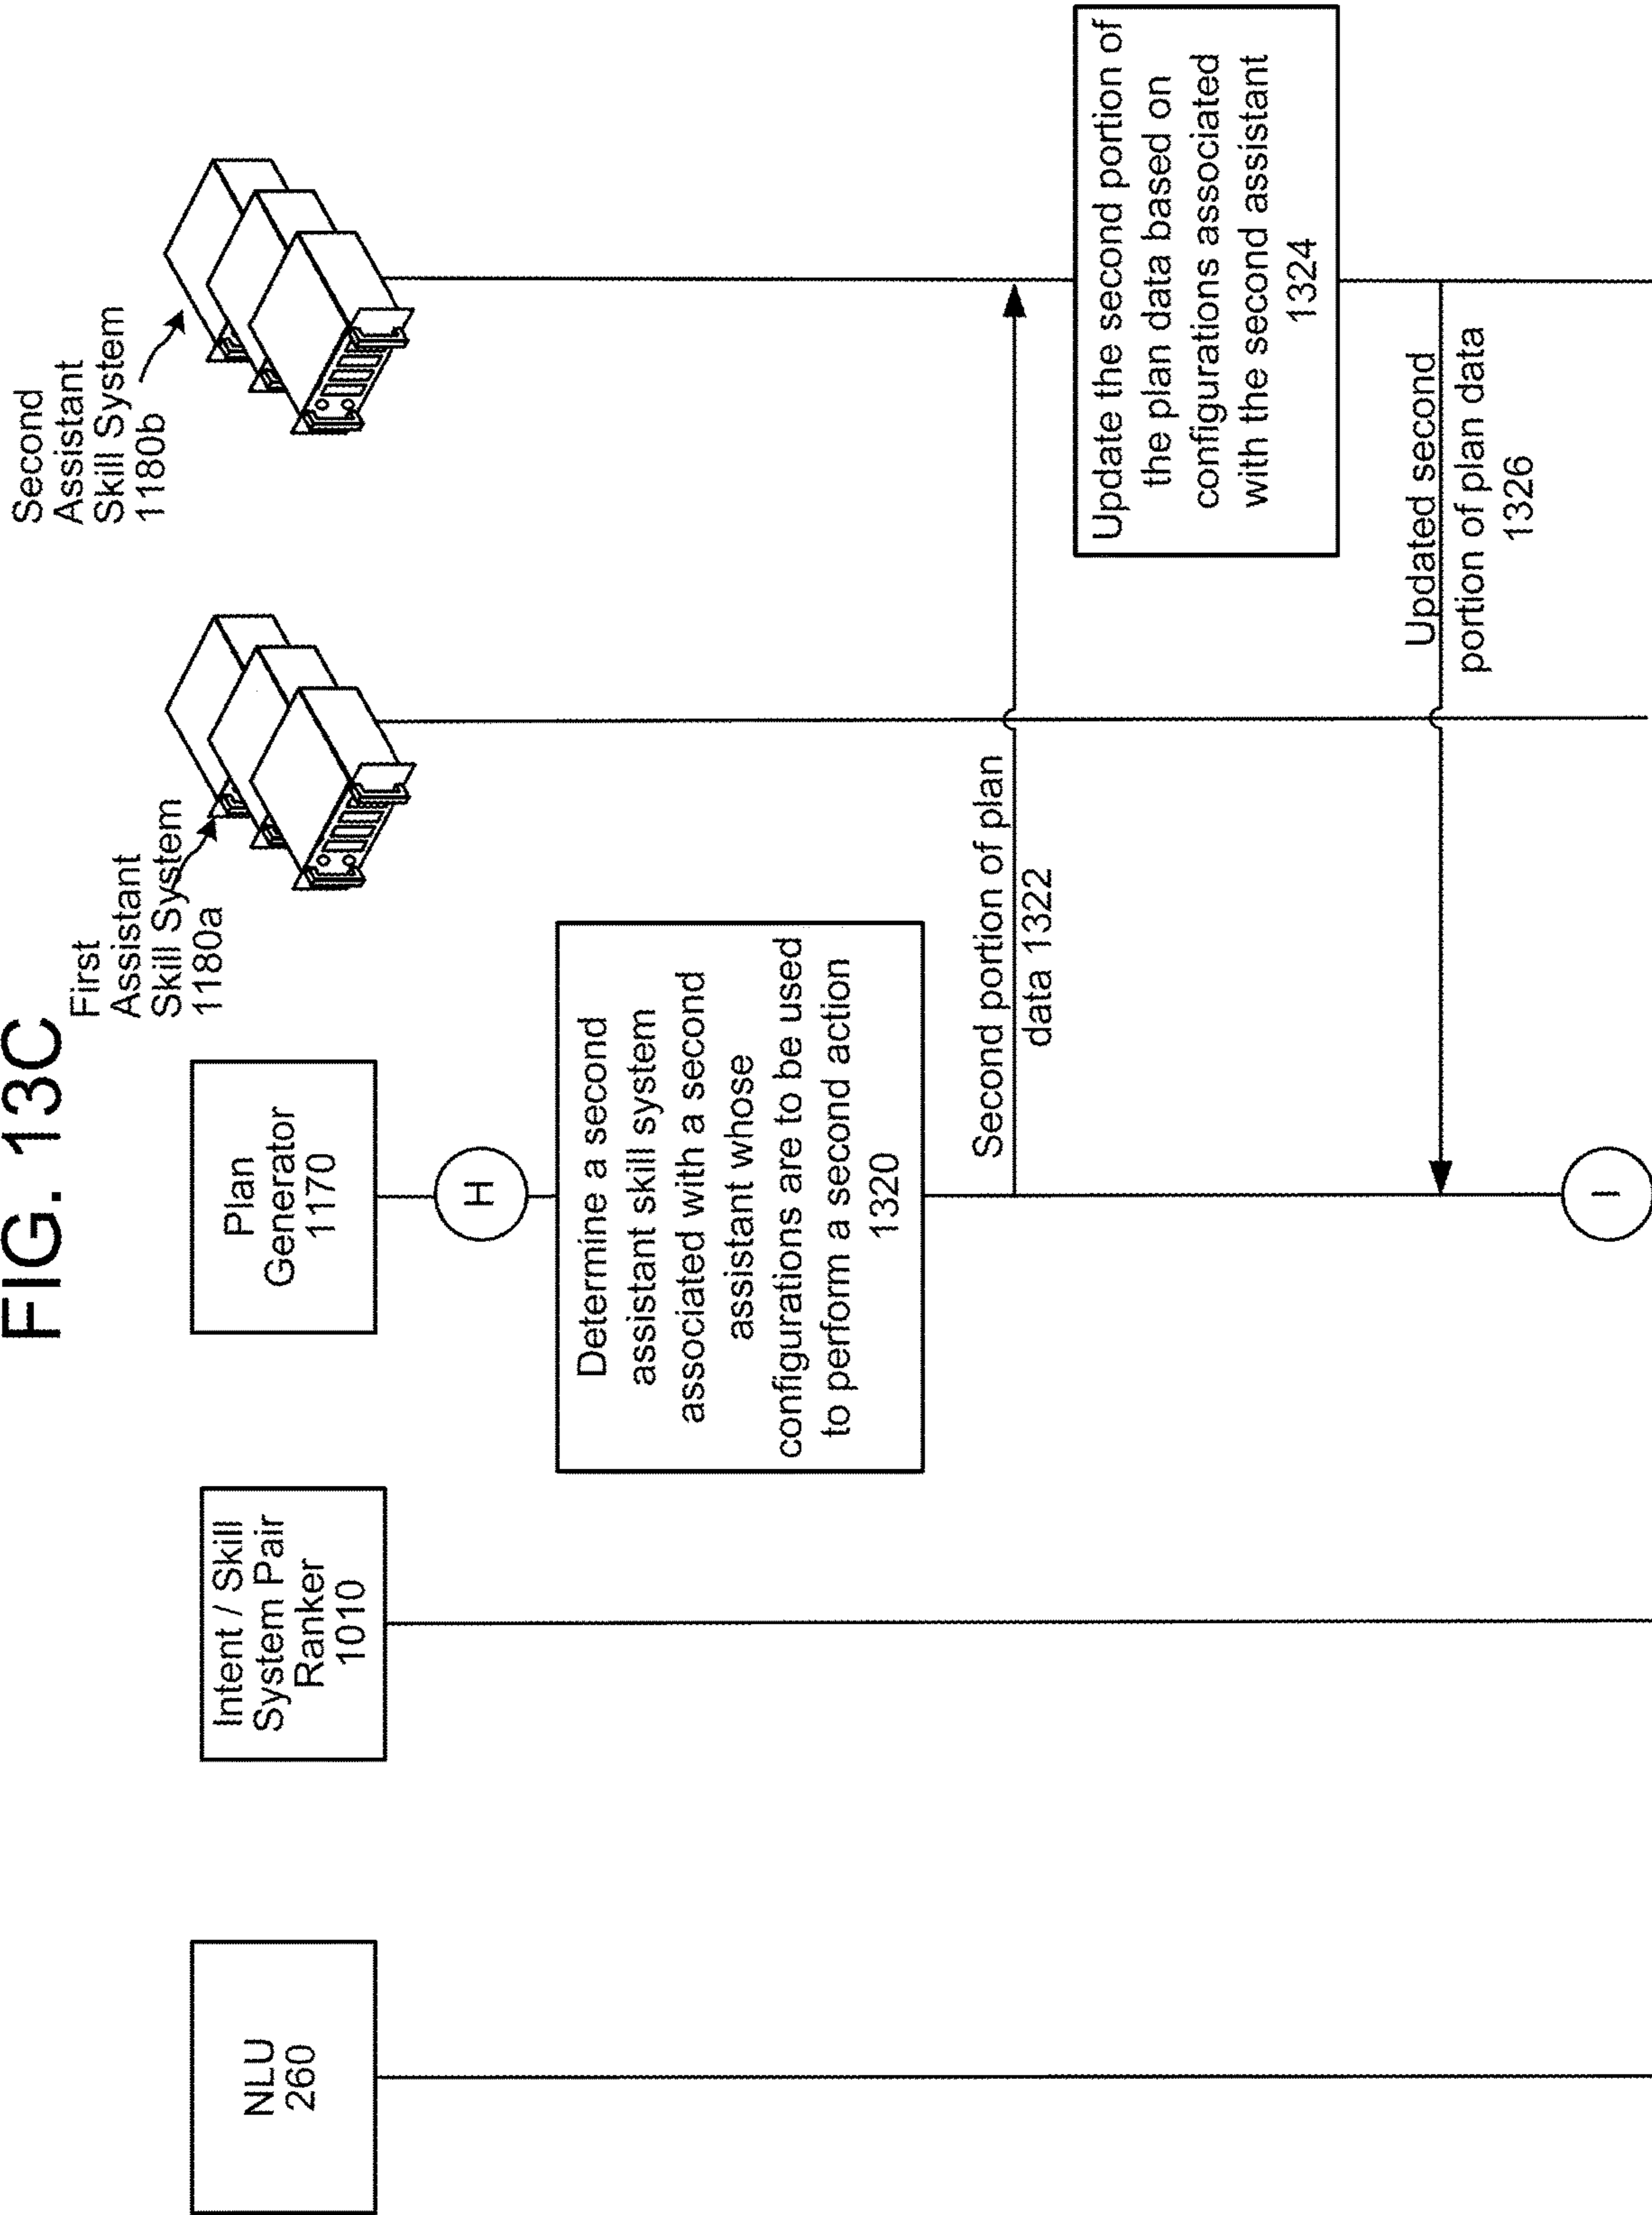 FIG. 13C
NLU
260
Intent / Skill
System Pair
Ranker
1010
Plan
Generator
1170
First
Assistant
Skill System
1180a
Second
Assistant
Skill System
1180b
H
Determine a second
assistant skill system
associated with a second
assistant whose
configurations are to be used
to perform a second action
1320
Second portion of plan
data 1322
Update the second portion of
the plan data based on
configurations associated
with the second assistant
1324
Updated second
portion of plan data
1326
I